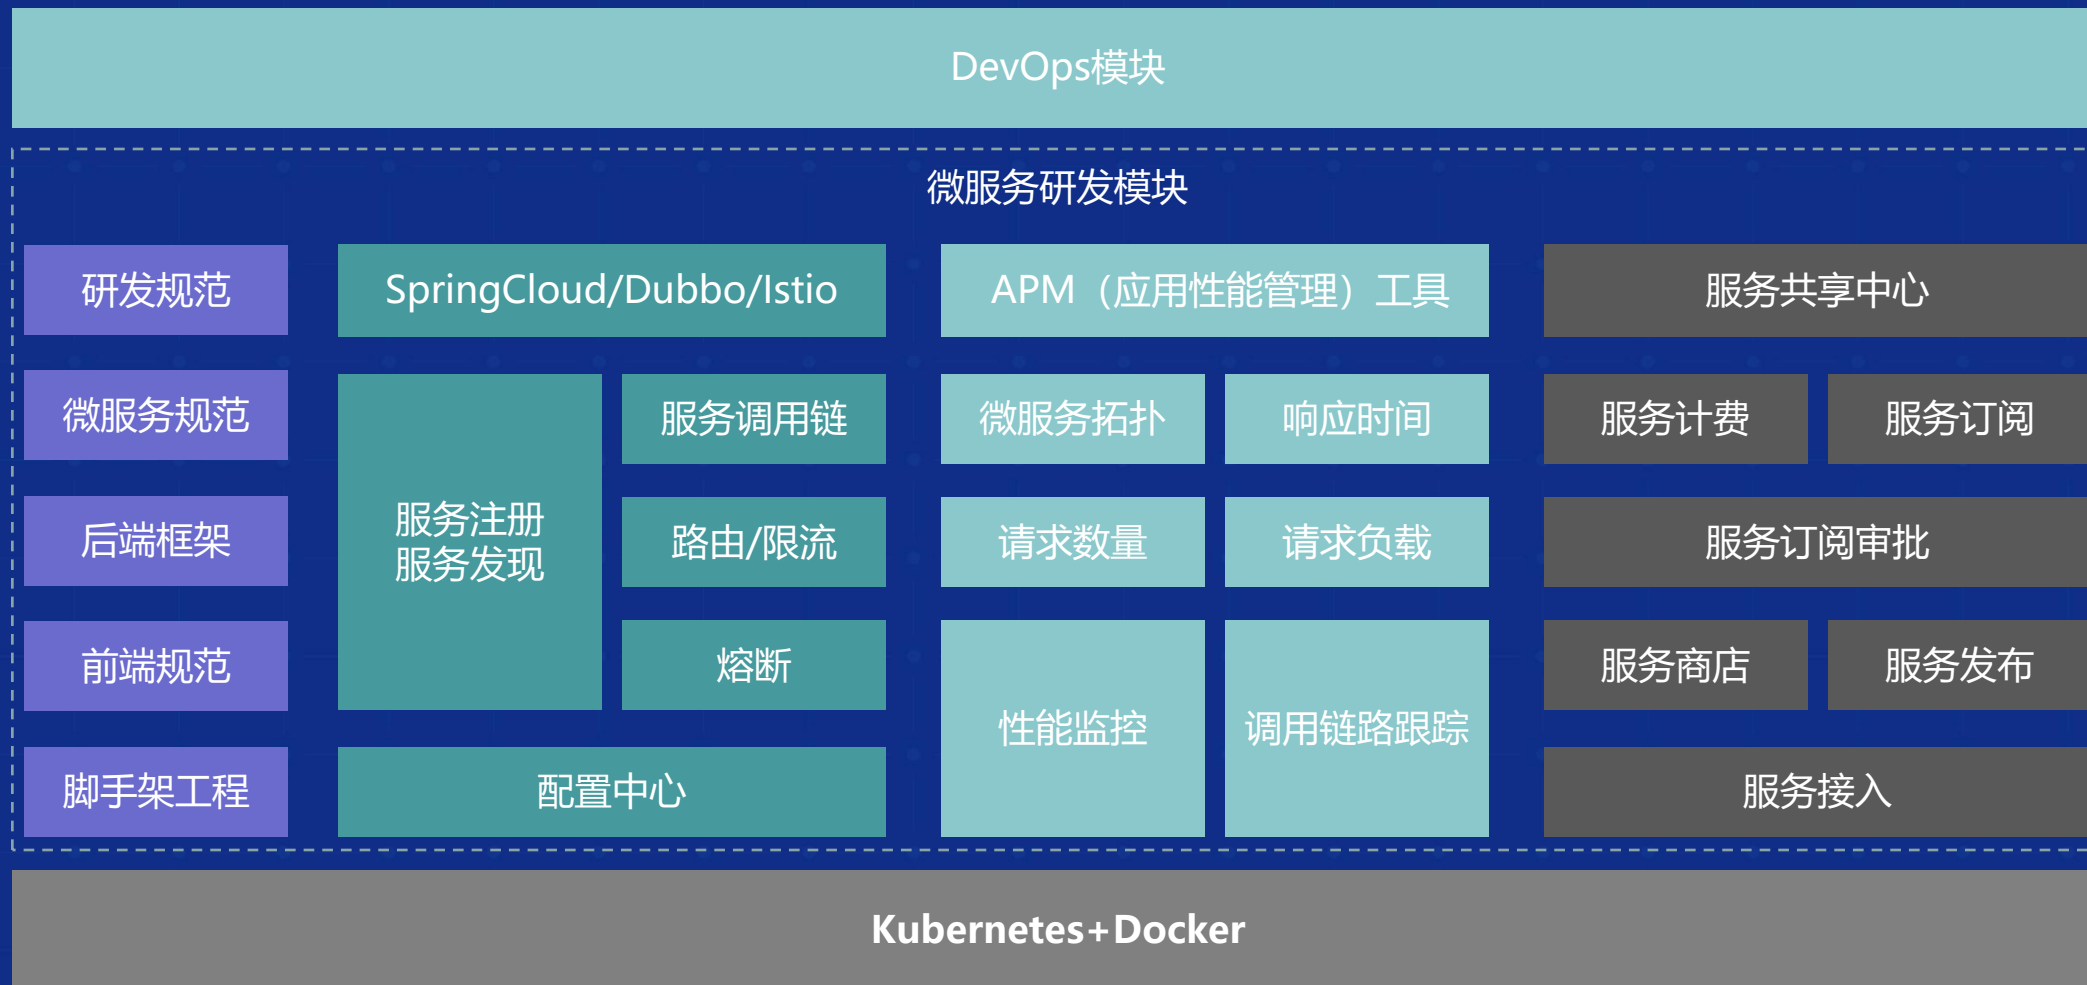 DevOps模块
微服务研发模块
研发规范
SpringCloud/Dubbo/Istio
APM（应用性能管理）工具
服务共享中心
微服务规范
服务调用链
微服务拓扑
响应时间
服务计费
服务订阅
后端框架
服务注册
服务发现
路由/限流
请求数量
请求负载
服务订阅审批
前端规范
熔断
性能监控
调用链路跟踪
服务商店
服务发布
脚手架工程
配置中心
服务接入
Kubernetes+Docker